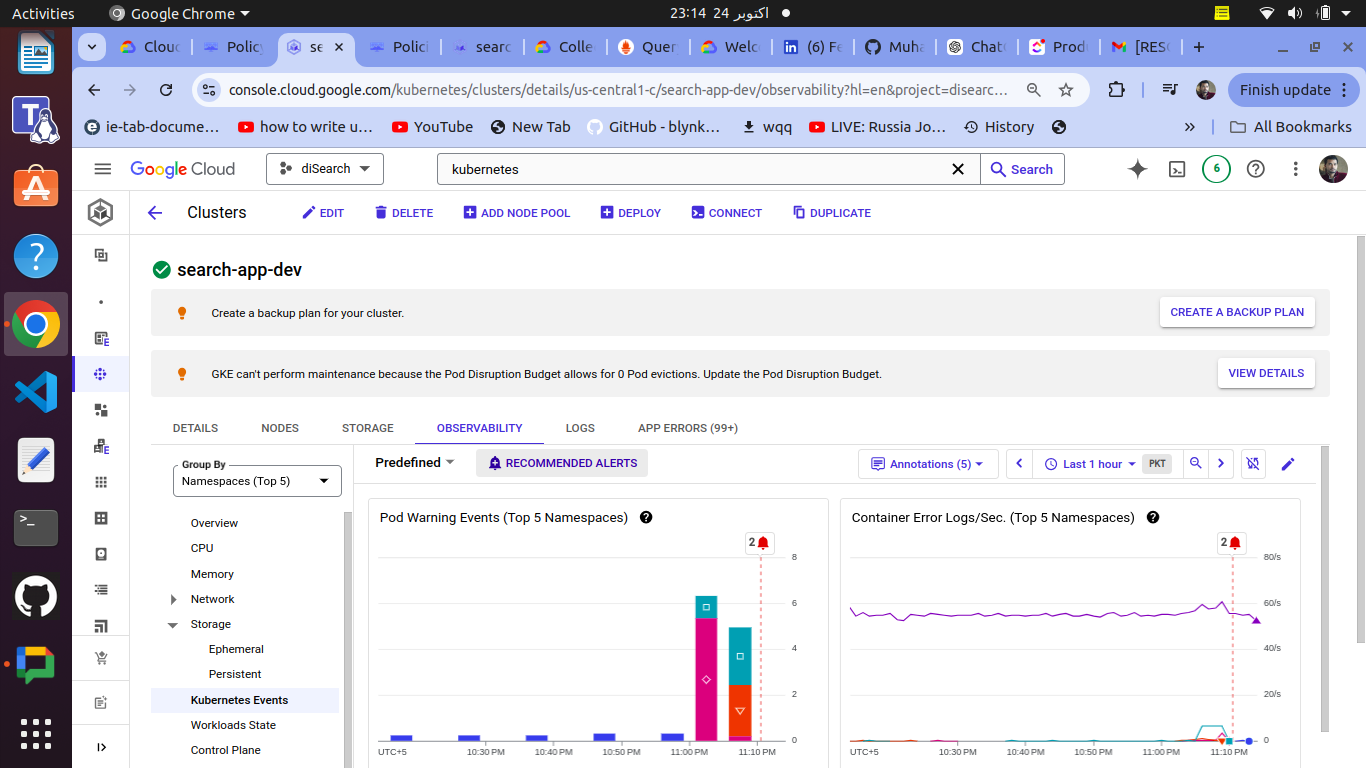 Activities
Google Chrome
23:14 24 اکتوبر
Cloud
Policy
se
Polici
searc
Colle
Quer
Welc
(6) Fe
Muha
Chat
Prod
[RESC
console.cloud.google.com/kubernetes/clusters/details/us-central1-c/search-app-dev/observability?hl=en&project=disearc…
Finish update
ie-tab-docume…
how to write u…
YouTube
New Tab
GitHub - blynk…
wqq
LIVE: Russia Jo…
History
»
All Bookmarks
Google Cloud
diSearch
kubernetes
Search
6
Clusters
EDIT
DELETE
ADD NODE POOL
DEPLOY
CONNECT
DUPLICATE
search-app-dev
Create a backup plan for your cluster.
CREATE A BACKUP PLAN
GKE can't perform maintenance because the Pod Disruption Budget allows for 0 Pod evictions. Update the Pod Disruption Budget.
VIEW DETAILS
DETAILS
NODES
STORAGE
OBSERVABILITY
LOGS
APP ERRORS (99+)
Group By
Namespaces (Top 5)
Overview
CPU
Memory
Network
Storage
Ephemeral
Persistent
Kubernetes Events
Workloads State
Control Plane
Predefined
RECOMMENDED ALERTS
Annotations (5)
Last 1 hour
PKT
Pod Warning Events (Top 5 Namespaces)
2
8
6
4
2
0
UTC+5
10:30 PM
10:40 PM
10:50 PM
11:00 PM
11:10 PM
Container Error Logs/Sec. (Top 5 Namespaces)
2
80/s
60/s
40/s
20/s
0
UTC+5
10:30 PM
10:40 PM
10:50 PM
11:00 PM
11:10 PM